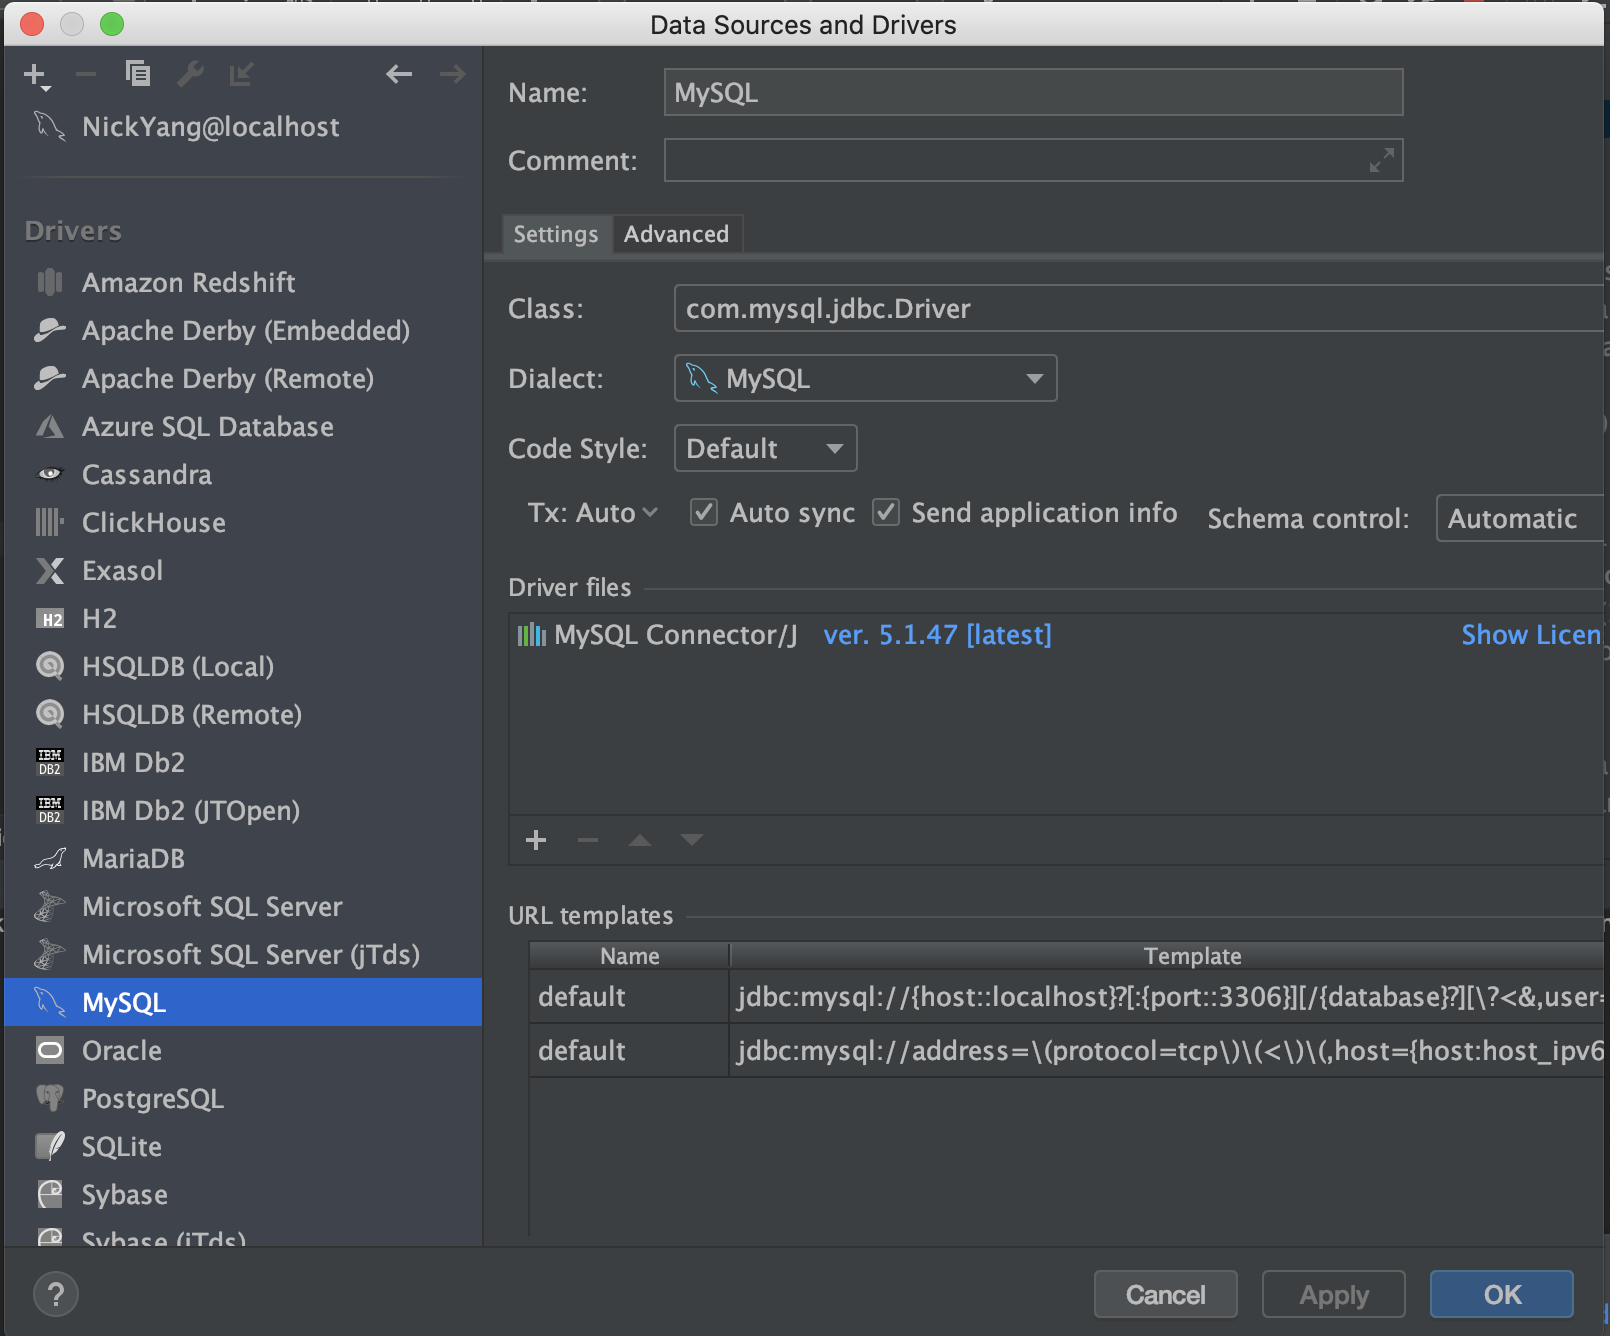 Data Sources and Drivers
NickYang@localhost
Drivers
Amazon Redshift
Apache Derby (Embedded)
Apache Derby (Remote)
Azure SQL Database
Cassandra
ClickHouse
Exasol
H2 H2
HSQLDB (Local)
HSQLDB (Remote)
IBM DB2 IBM Db2
IBM DB2 IBM Db2 (JTOpen)
MariaDB
Microsoft SQL Server
Microsoft SQL Server (jTds)
MySQL
Oracle
PostgreSQL
SQLite
Sybase
Sybase (jTds)
Name: MySQL
Comment:
Settings Advanced
Class: com.mysql.jdbc.Driver
Dialect: MySQL
Code Style: Default
Tx: Auto Auto sync Send application info Schema control: Automatic
Driver files
MySQL Connector/J ver. 5.1.47 [latest] Show Licen
URL templates
Name Template
default jdbc:mysql://{host::localhost}?[:{port::3306}][/{database}?][\?<&,user=
default jdbc:mysql://address=\(protocol=tcp\)\(<\)\(,host={host:host_ipv6
? Cancel Apply OK